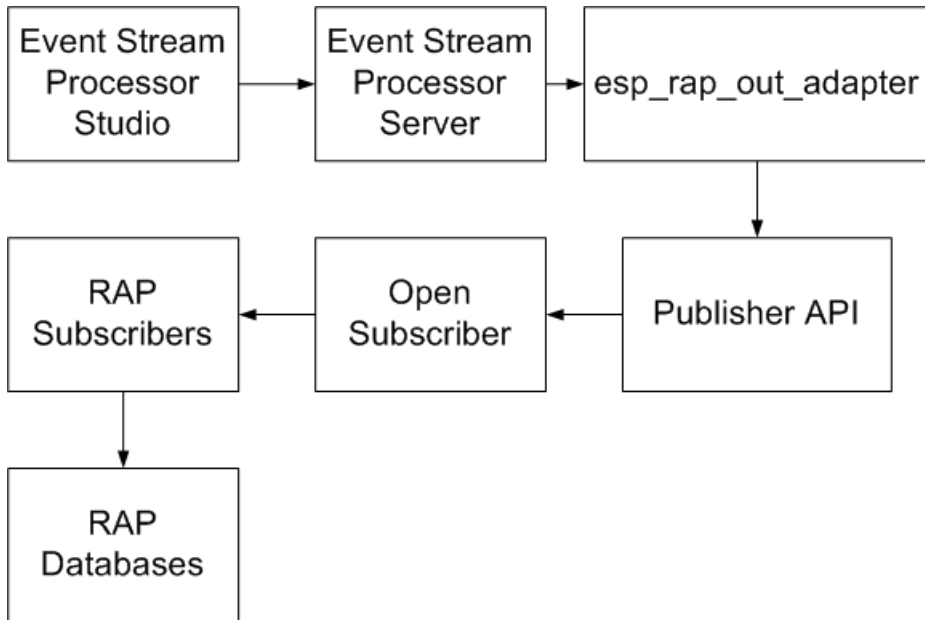 Event Stream
Processor
Studio
Event Stream
Processor
Server
esp_rap_out_adapter
RAP
Subscribers
Open
Subscriber
Publisher API
RAP
Databases